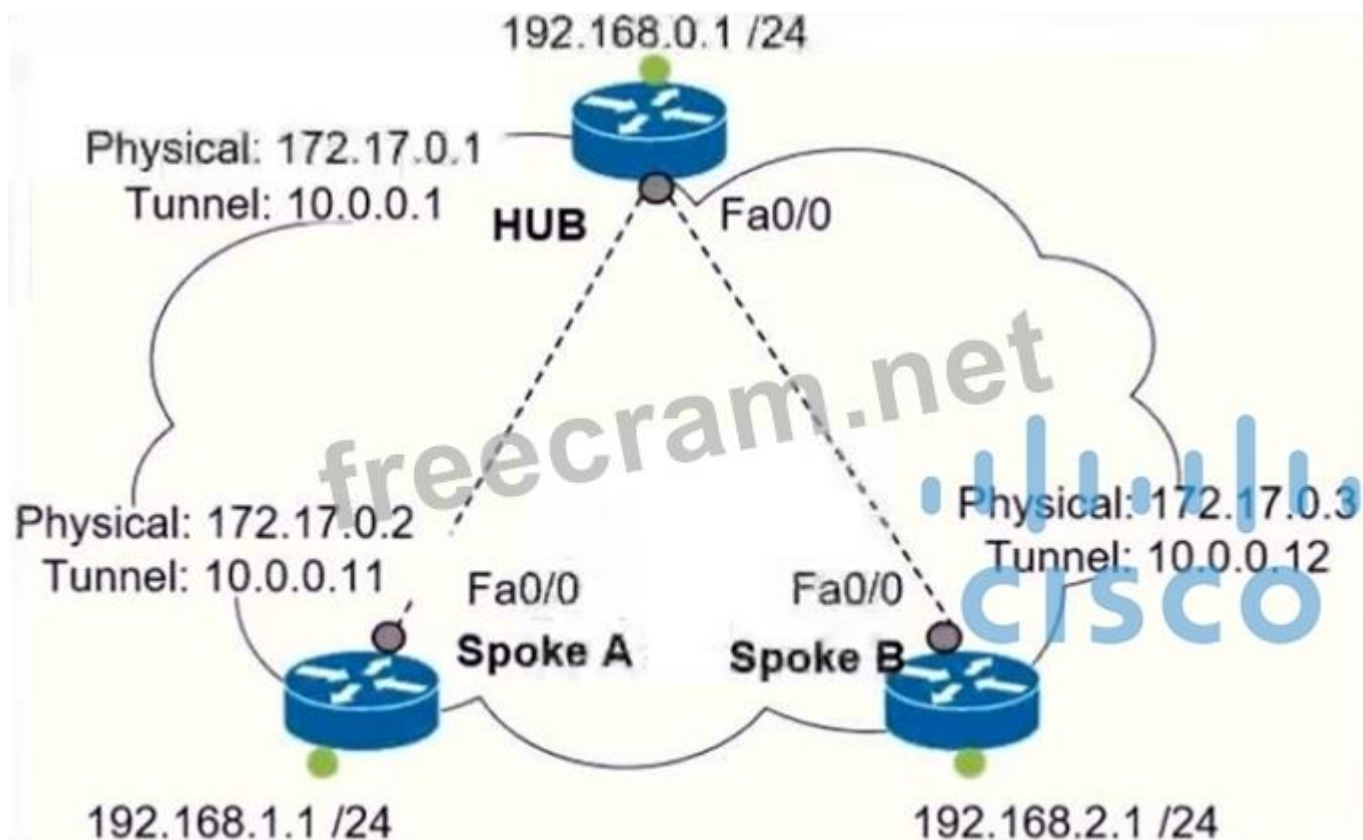 192.168.0.1 /24
Physical: 172.17.0.1
Tunnel: 10.0.0.1
HUB
Fa0/0
freecram.net
Physical: 172.17.0.2
Tunnel: 10.0.0.11
Fa0/0
Spoke A
Fa0/0
Spoke B
Physical: 172.17.0.3
Tunnel: 10.0.0.12
CISCO
192.168.1.1 /24
192.168.2.1 /24